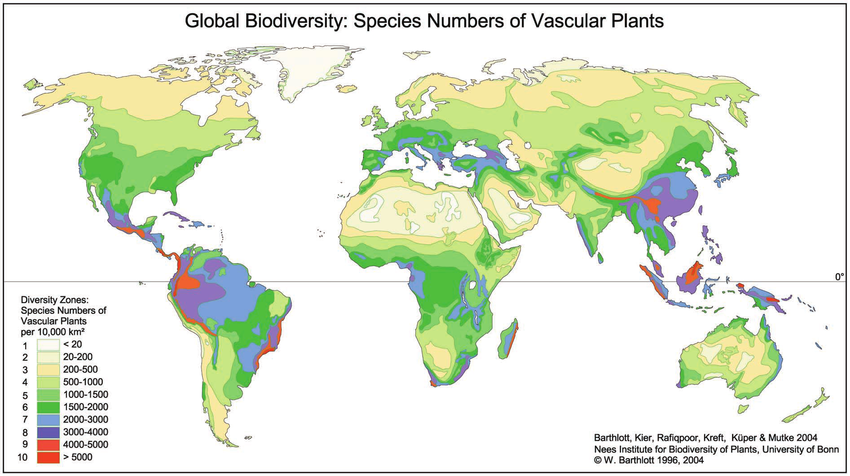 Global Biodiversity: Species Numbers of Vascular Plants
0°
Diversity Zones:
Species Numbers of
Vascular Plants
per 10,000 km²
1 < 20
2 20-200
3 200-500
4 500-1000
5 1000-1500
6 1500-2000
7 2000-3000
8 3000-4000
9 4000-5000
10 > 5000
Barthlott, Kier, Rafiqpoor, Kreft, Küper & Mutke 2004
Nees Institute for Biodiversity of Plants, University of Bonn
© W. Barthlott 1996, 2004